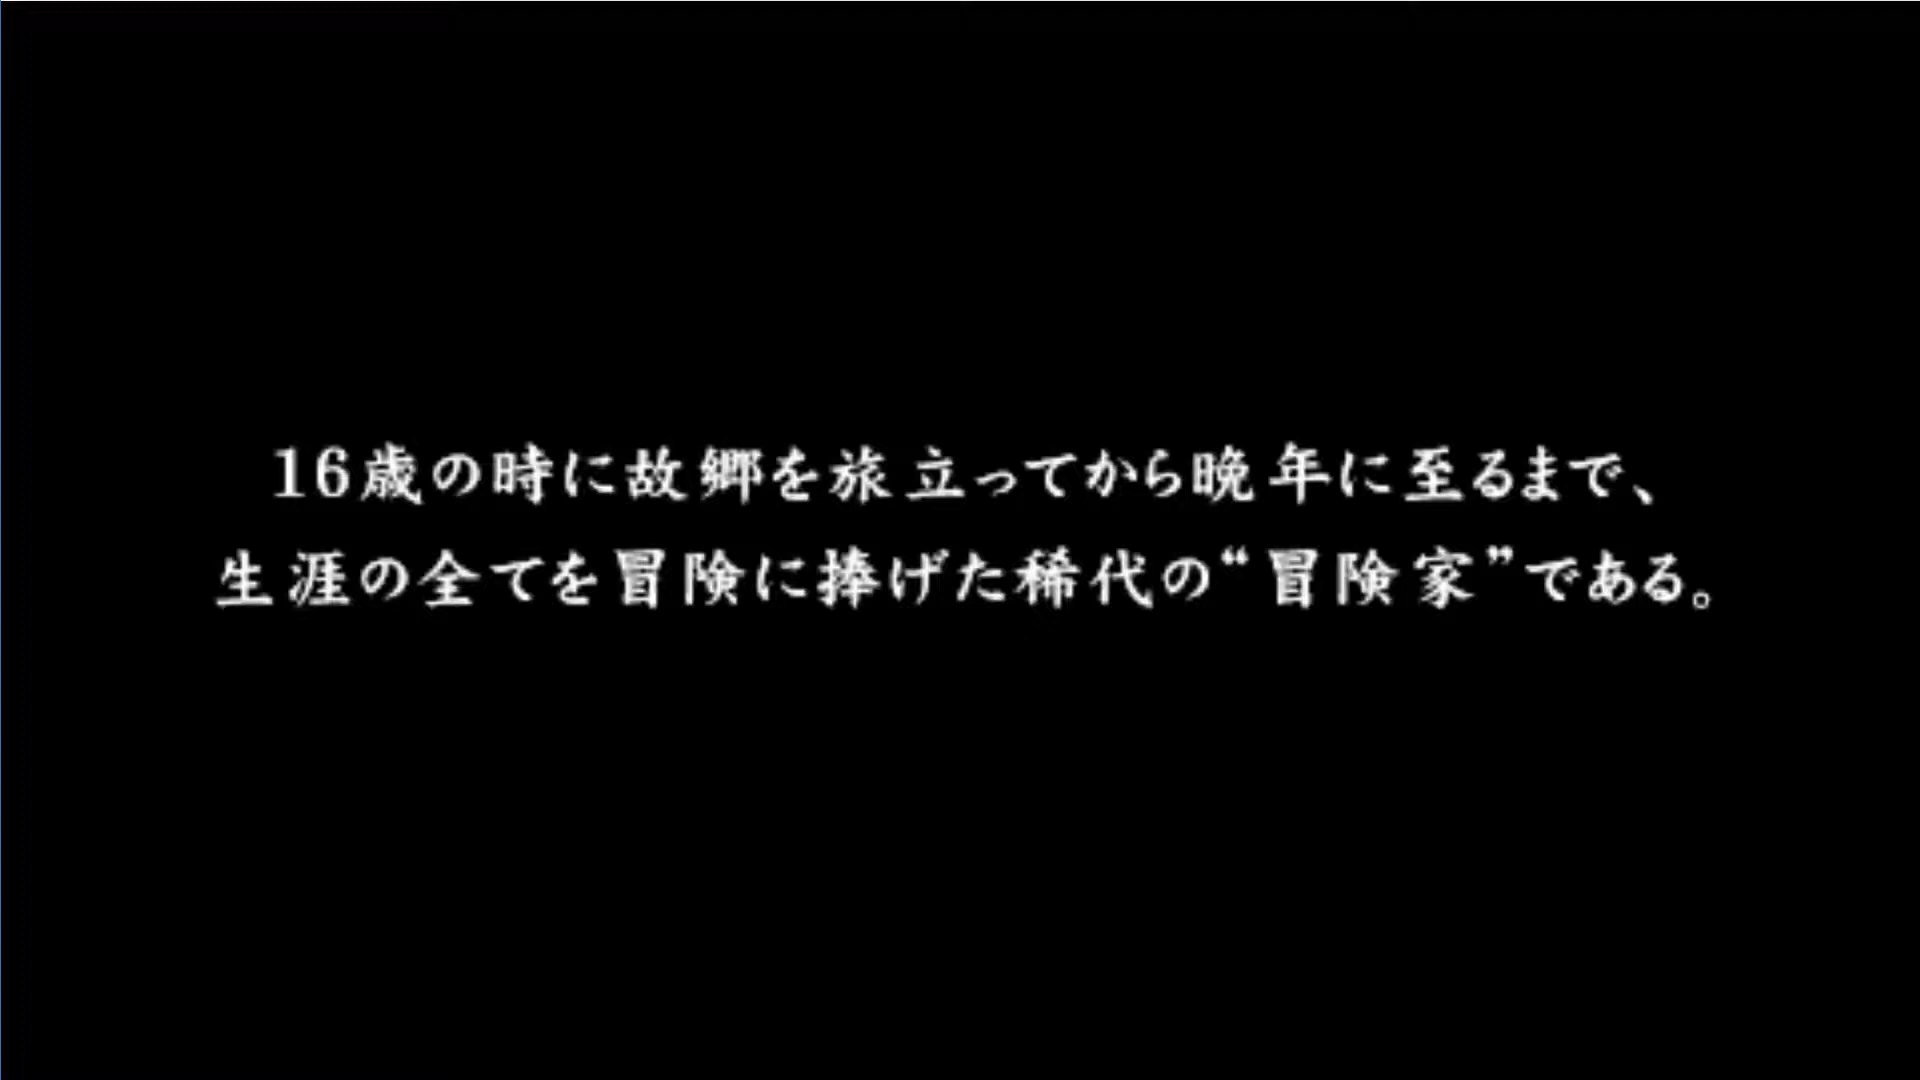 16歳の時に故郷を旅立ってから晩年に至るまで、
生涯の全てを冒険に捧げた稀代の“冒険家”である。